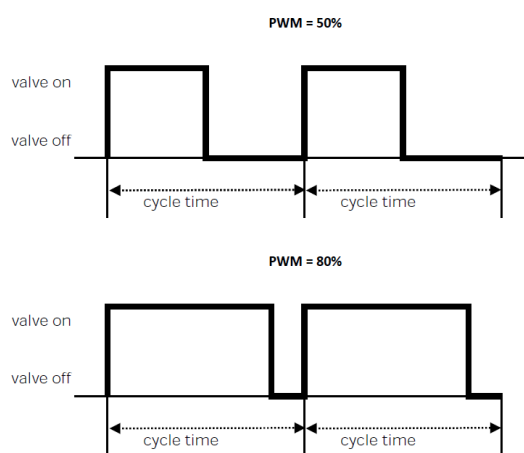 PWM = 50%
valve on
valve off
cycle time cycle time
PWM = 80%
valve on
valve off
cycle time cycle time